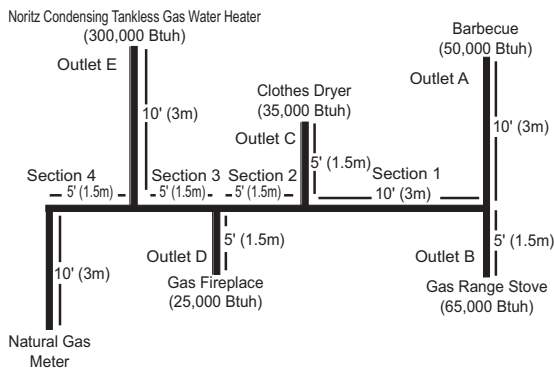 Noritz Condensing Tankless Gas Water Heater
(300,000 Btuh)
Outlet E
10' (3m)
Barbecue
(50,000 Btuh)
Outlet A
10' (3m)
Clothes Dryer
(35,000 Btuh)
Outlet C
5' (1.5m)
Section 4
5' (1.5m)
Section 3
5' (1.5m)
Section 2
5' (1.5m)
Section 1
10' (3m)
10' (3m)
Natural Gas
Meter
Outlet D
5' (1.5m)
Gas Fireplace
(25,000 Btuh)
Outlet B
5' (1.5m)
Gas Range Stove
(65,000 Btuh)